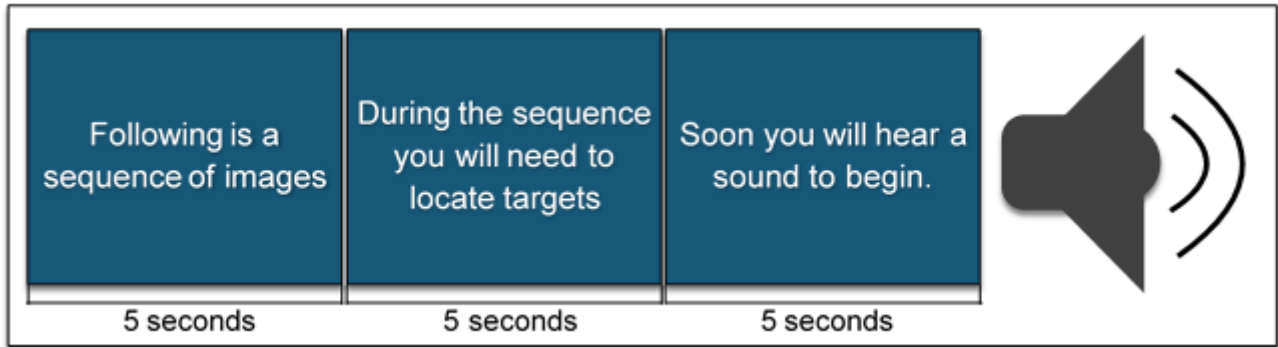 Following is a
sequence of images
During the sequence
you will need to
locate targets
Soon you will hear a
sound to begin.
5 seconds
5 seconds
5 seconds